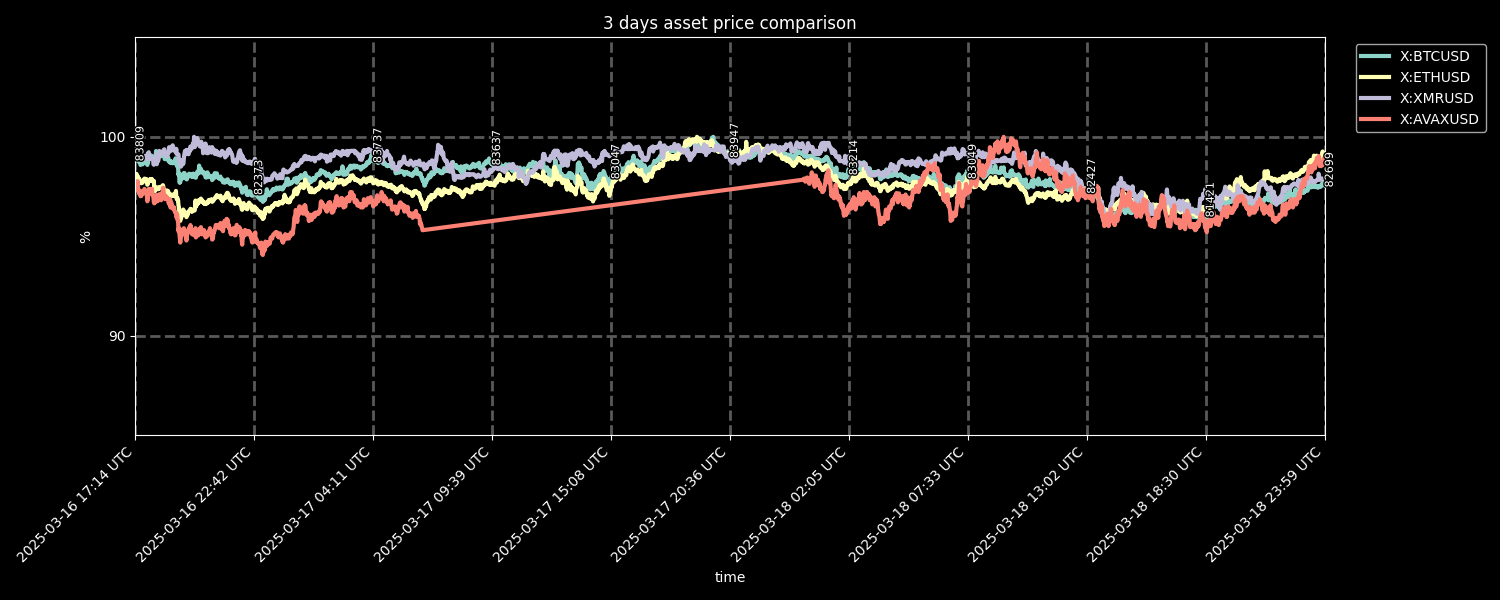 3 days asset price comparison
X:BTCUSD
X:ETHUSD
X:XMRUSD
X:AVAXUSD
100
90
%
83809
82373
83737
83637
83047
83947
83214
83049
82427
81421
82699
2025-03-16 17:14 UTC
2025-03-16 22:42 UTC
2025-03-17 04:11 UTC
2025-03-17 09:39 UTC
2025-03-17 15:08 UTC
2025-03-17 20:36 UTC
2025-03-18 02:05 UTC
2025-03-18 07:33 UTC
2025-03-18 13:02 UTC
2025-03-18 18:30 UTC
2025-03-18 23:59 UTC
time